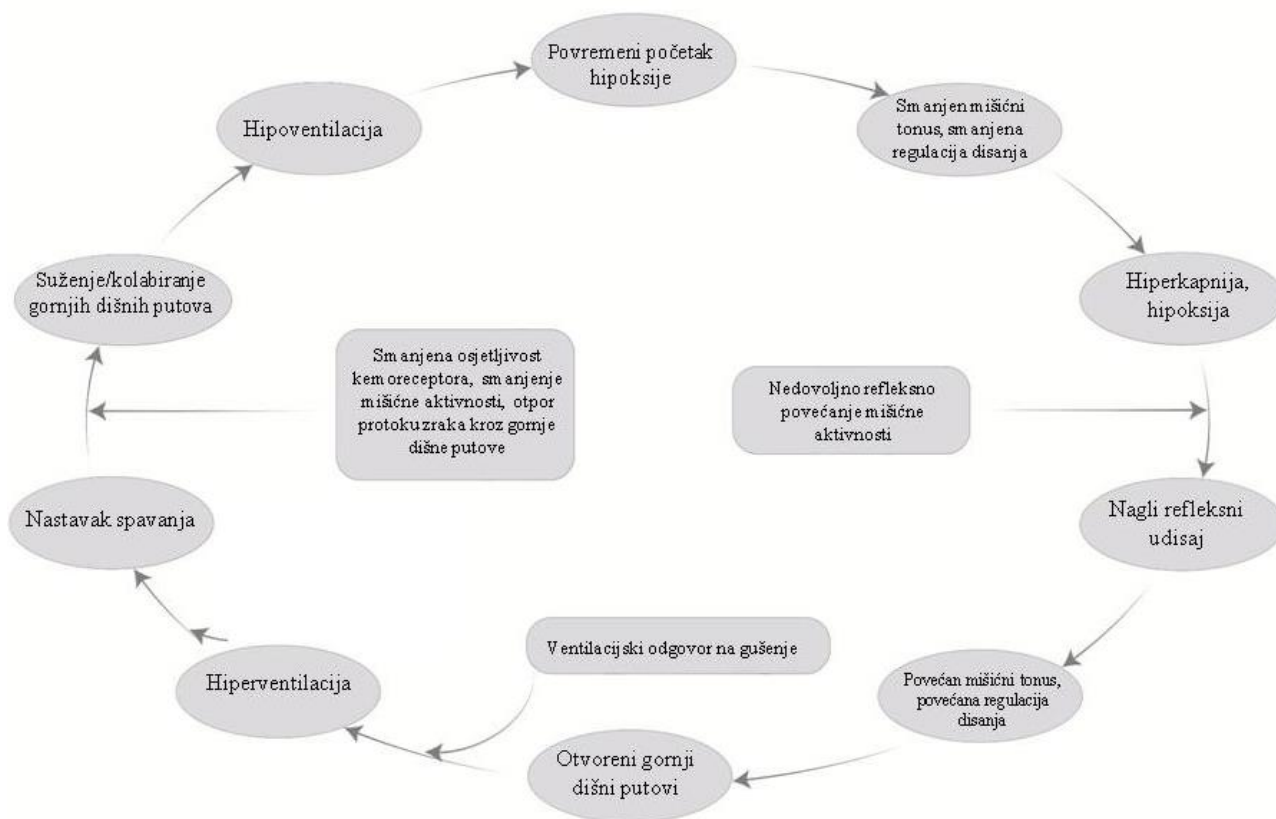 Povremeni početak
hipoksije
Smanjen mišićni
tonus, smanjena
regulacija disanja
Hiperkapnija,
hipoksija
Nedovoljno refleksno
povećanje mišićne
aktivnosti
Nagli refleksni
udisaj
Povećan mišićni tonus,
povećana regulacija
disanja
Otvoreni gornji
dišni putovi
Ventilacijski odgovor na gušenje
Hiperventilacija
Nastavak spavanja
Smanjena osjetljivost
kemoreceptora, smanjenje
mišićne aktivnosti, otpor
protoku zraka kroz gornje
dišne putove
Suženje/kolabiranje
gornjih dišnih putova
Hipoventilacija